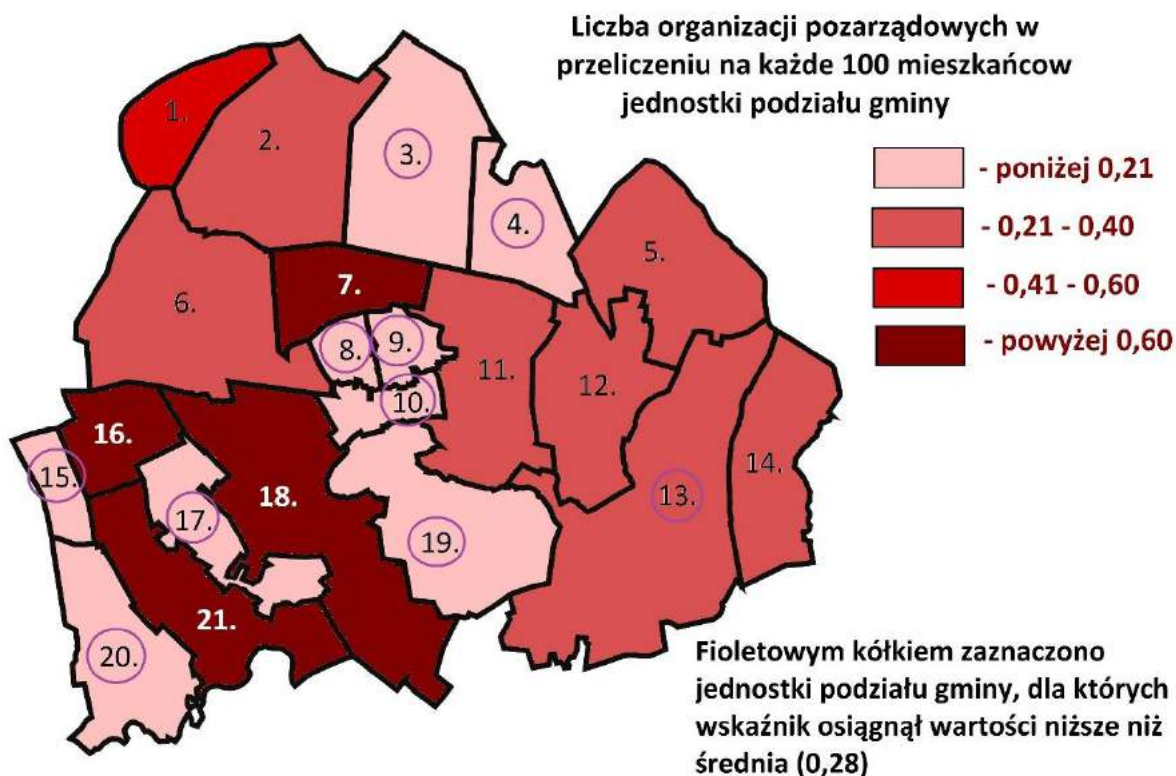 Liczba organizacji pozarządowych w
przeliczeniu na każde 100 mieszkańcow
jednostki podziału gminy
- poniżej 0,21
- 0,21 - 0,40
- 0,41 - 0,60
- powyżej 0,60
1.
2.
3.
4.
5.
6.
7.
8.
9.
10.
11.
12.
13.
14.
15.
16.
17.
18.
19.
20.
21.
Fioletowym kółkiem zaznaczono
jednostki podziału gminy, dla których
wskaźnik osiągnął wartości niższe niż
średnia (0,28)